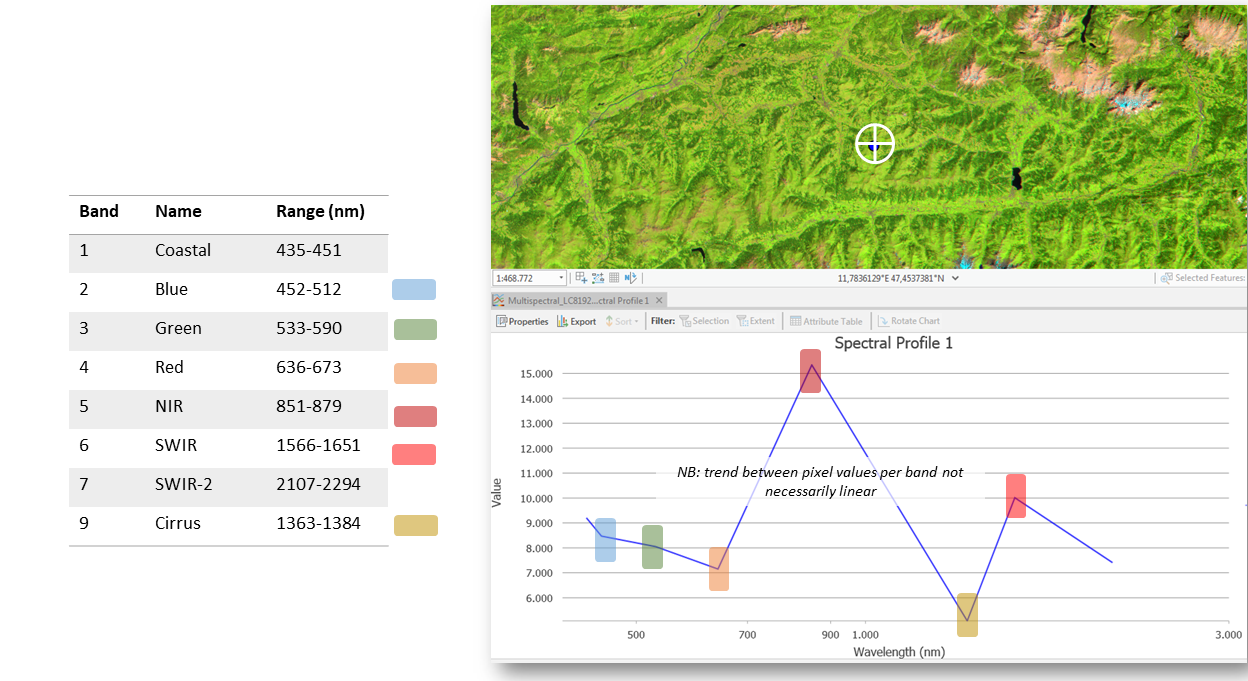 Band Name Range (nm)
1 Coastal 435-451
2 Blue 452-512
3 Green 533-590
4 Red 636-673
5 NIR 851-879
6 SWIR 1566-1651
7 SWIR-2 2107-2294
9 Cirrus 1363-1384
1:468.772
11,7836129°E 47,4537381°N
Selected Features:
Multispectral_LC8192...ctral Profile 1
Properties Export Sort Filter: Selection Extent Attribute Table Rotate Chart
Spectral Profile 1
15.000
14.000
13.000
12.000
11.000
10.000
9.000
8.000
7.000
6.000
Value
NB: trend between pixel values per band not
necessarily linear
500 700 900 1.000 3.000
Wavelength (nm)